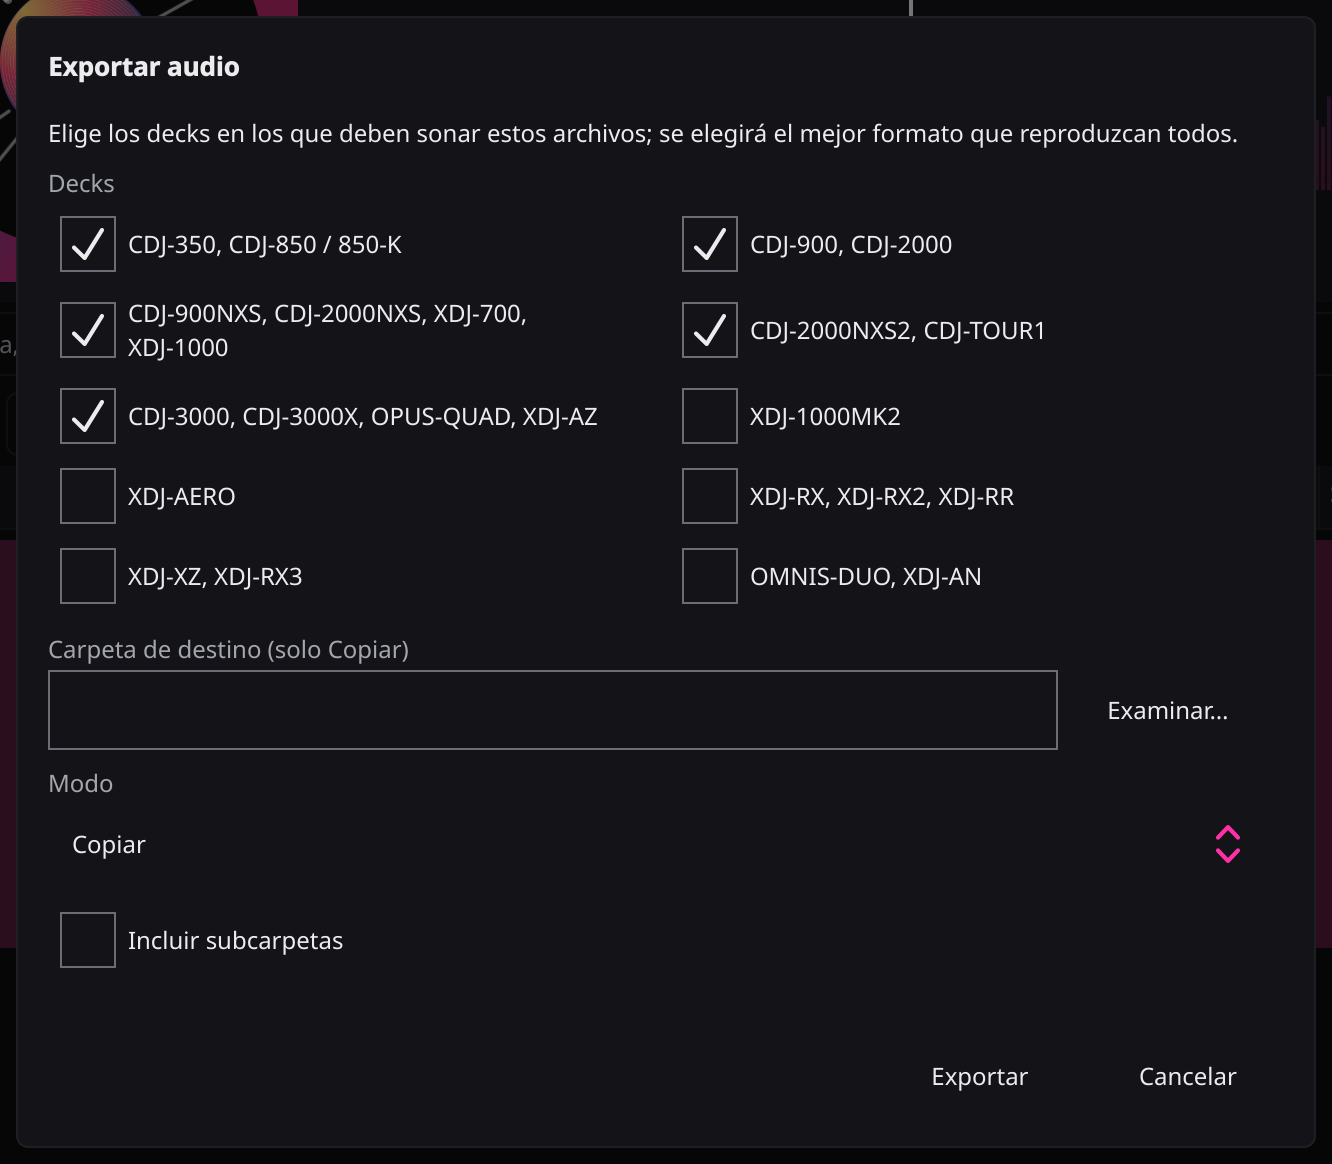 Exportar audio
Elige los decks en los que deben sonar estos archivos; se elegirá el mejor formato que reproduzcan todos.
Decks
CDJ-350, CDJ-850 / 850-K
CDJ-900, CDJ-2000
CDJ-900NXS, CDJ-2000NXS, XDJ-700,
XDJ-1000
CDJ-2000NXS2, CDJ-TOUR1
CDJ-3000, CDJ-3000X, OPUS-QUAD, XDJ-AZ
XDJ-1000MK2
XDJ-AERO
XDJ-RX, XDJ-RX2, XDJ-RR
XDJ-XZ, XDJ-RX3
OMNIS-DUO, XDJ-AN
Carpeta de destino (solo Copiar)
Examinar...
Modo
Copiar
Incluir subcarpetas
Exportar
Cancelar